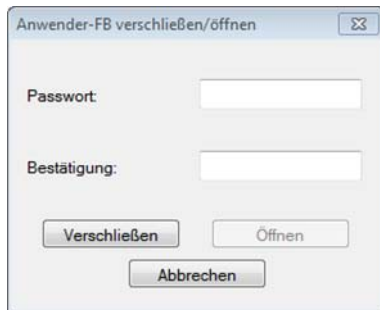 Anwender-FB verschließen/öffnen
Passwort:
Bestätigung:
Verschließen Öffnen
Abbrechen